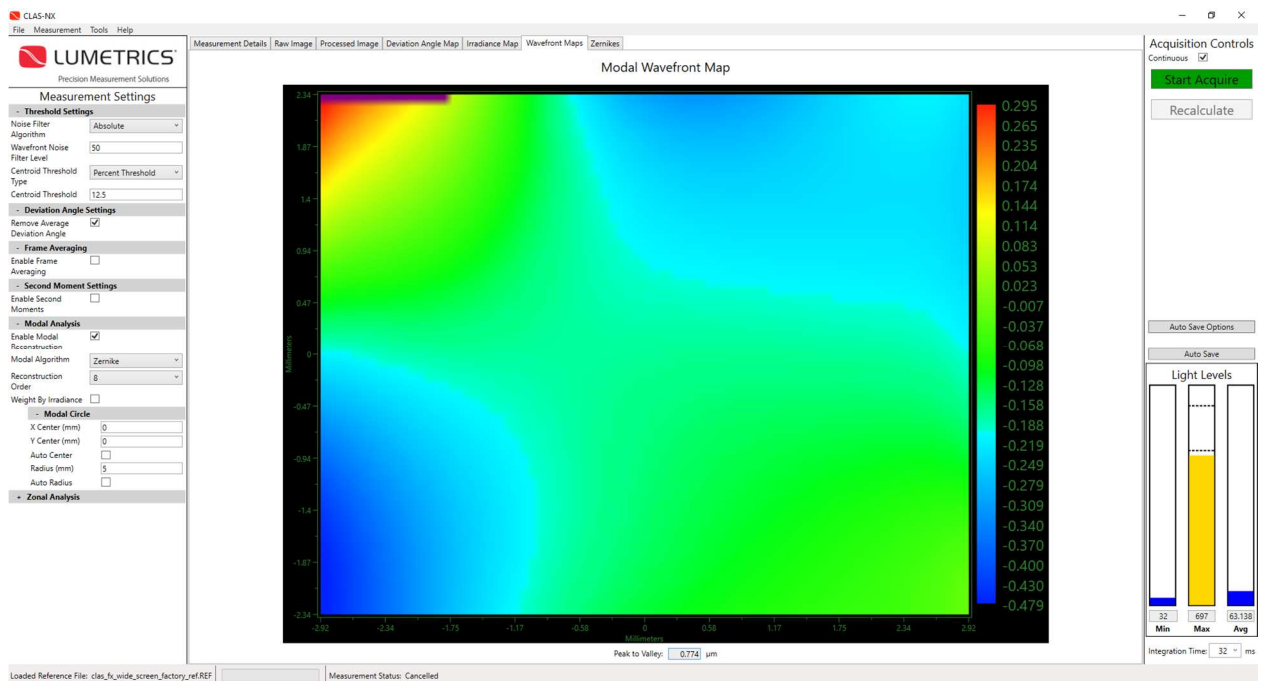 CLAS-NX
File Measurement Tools Help
LUMETRICS
Precision Measurement Solutions
Measurement Settings
- Threshold Settings
Noise Filter
Algorithm
Absolute
Wavefront Noise
Filter Level
50
Centroid Threshold
Type
Percent Threshold
Centroid Threshold 12.5
- Deviation Angle Settings
Remove Average
Deviation Angle
- Frame Averaging
Enable Frame
Averaging
- Second Moment Settings
Enable Second
Moments
- Modal Analysis
Enable Modal
Reconstruction
Modal Algorithm Zernike
Reconstruction
Order
8
Weight By Irradiance
- Modal Circle
X Center (mm) 0
Y Center (mm) 0
Auto Center
Radius (mm) 5
Auto Radius
+ Zonal Analysis
Measurement Details Raw Image Processed Image Deviation Angle Map Irradiance Map Wavefront Maps Zernikes
Modal Wavefront Map
2.34
1.87
1.4
0.94
0.47
0
-0.47
-0.94
-1.4
-1.87
-2.34
Millimeters
-2.92 -2.34 -1.75 -1.17 -0.58 0 0.58 1.17 1.75 2.34 2.92
Millimeters
0.295
0.265
0.235
0.204
0.174
0.144
0.114
0.083
0.053
0.023
-0.007
-0.037
-0.068
-0.098
-0.128
-0.158
-0.188
-0.219
-0.249
-0.279
-0.309
-0.340
-0.370
-0.400
-0.430
-0.479
Peak to Valley: 0.774 μm
Acquisition Controls
Continuous
Start Acquire
Recalculate
Auto Save Options
Auto Save
Light Levels
32 697 63.138
Min Max Avg
Integration Time: 32 ms
Loaded Reference File: clas_fx_wide_screen_factory_ref.REF
Measurement Status: Cancelled